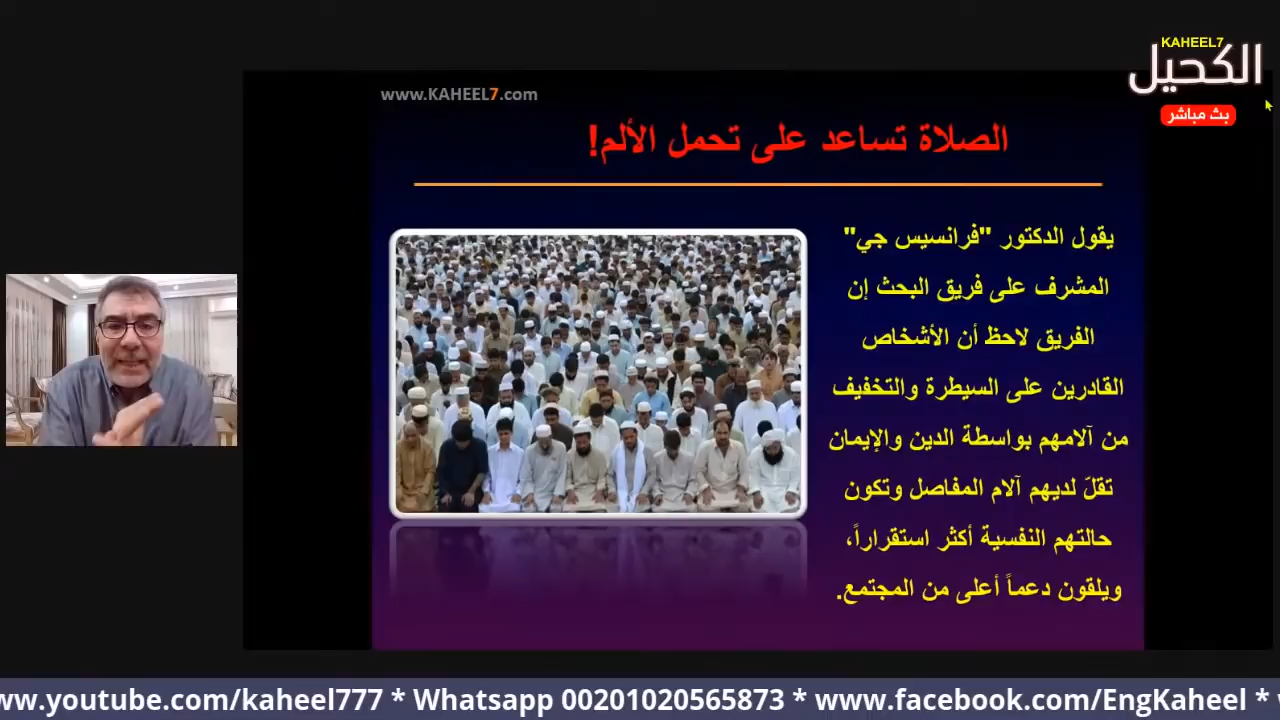 KAHEEL7
الكحيل
بث مباشر
www.KAHEEL7.com
الصلاة تساعد على تحمل الألم!
يقول الدكتور "فرانسيس جي"
المشرف على فريق البحث إن
الفريق لاحظ أن الأشخاص
القادرين على السيطرة والتخفيف
من آلامهم بواسطة الدين والإيمان
تقلّ لديهم آلام المفاصل وتكون
حالتهم النفسية أكثر استقراراً،
ويلقون دعماً أعلى من المجتمع.
ww.youtube.com/kaheel777 * Whatsapp 00201020565873 * www.facebook.com/EngKaheel *